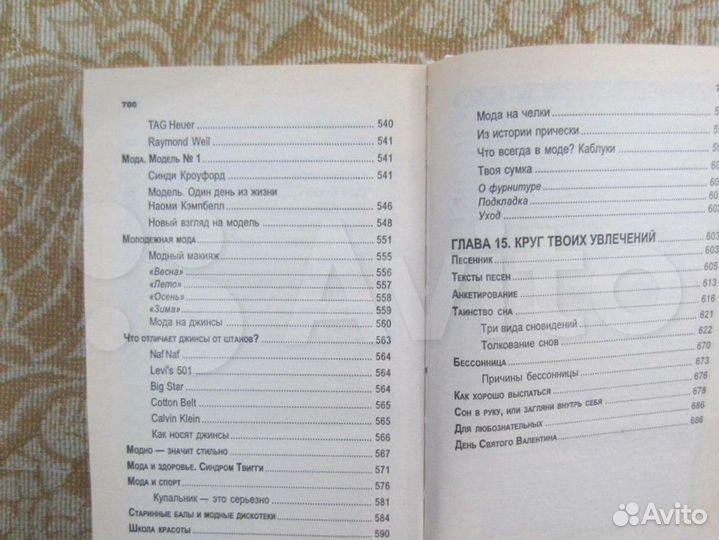 700
TAG Heuer 540
Raymond Weil 541
Мода. Модель № 1 541
Синди Кроуфорд 541
Модель. Один день из жизни
Наоми Кэмпбелл 546
Новый взгляд на модель 548
Молодежная мода 551
Модный макияж 555
«Весна» 556
«Лето» 557
«Осень» 558
«Зима» 559
Мода на джинсы 560
Что отличает джинсы от штанов? 563
Naf Naf 564
Levi's 501 564
Big Star 564
Cotton Belt 565
Calvin Klein 565
Как носят джинсы 566
Модно — значит стильно 567
Мода и здоровье. Синдром Твигги 571
Мода и спорт 576
Купальник — это серьезно 581
Старинные балы и модные дискотеки 584
Школа красоты 590
Мода на челки
Из истории прически
Что всегда в моде? Каблуки
Твоя сумка
О фурнитуре
Подкладка
Уход
ГЛАВА 15. КРУГ ТВОИХ УВЛЕЧЕНИЙ 603
Песенник 603
Тексты песен 605
Анкетирование 613
Таинство сна 616
Три вида сновидений 621
Толкование снов 622
Бессонница 670
Причины бессонницы 673
Как хорошо выспаться 676
Сон в руку, или загляни внутрь себя 678
Для любознательных 686
День Святого Валентина 686
Avito
Avito